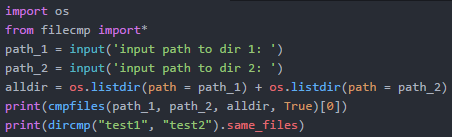 import os
from filecmp import*
path_1 = input('input path to dir 1: ')
path_2 = input('input path to dir 2: ')
alldir = os.listdir(path = path_1) + os.listdir(path = path_2)
print(cmpfiles(path_1, path_2, alldir, True)[0])
print(dircmp("test1", "test2").same_files)